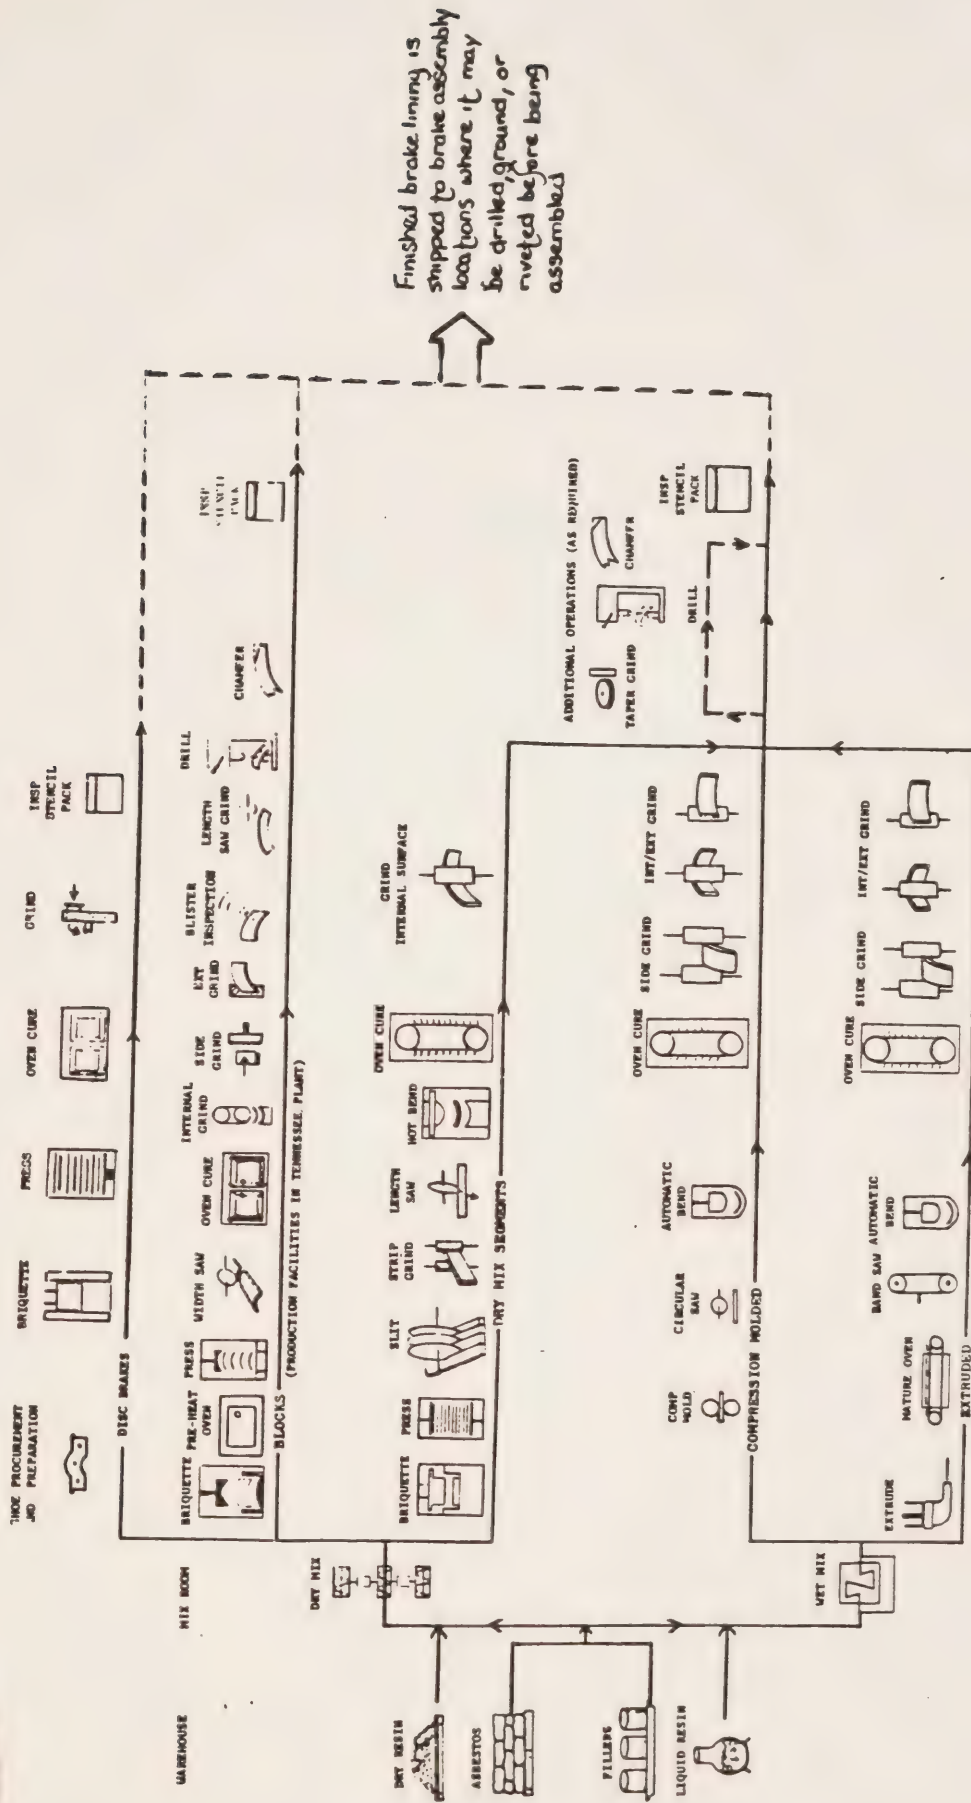 WAREHOUSE
MIX ROOM
DRY RESIN
ASBESTOS
FILLERS
LIQUID RESIN
DRY MIX
WET MIX
AND PREPARATION
BRIQUETTE
PRESS
OVEN CURE
GRIND
INSP
STENCIL
PACK
DISC BRAKES
BRIQUETTE
PRE-HEAT
OVEN
PRESS
WIDTH SAW
OVEN CURE
INTERNAL
GRIND
SIDE
GRIND
EXT
GRIND
BLISTER
INSPECTION
LENGTH
SAW GRIND
DRILL
CHAMFER
INSP
STENCIL
PACK
BLOCKS
(PRODUCTION FACILITIES IN TENNESSEE PLANT)
BRIQUETTE
PRESS
SLIT
STRIP
GRIND
LENGTH
SAW
HOT BEND
OVEN CURE
GRIND
INTERNAL SURFACE
DRY MIX SEGMENTS
COMP
MOLD
CIRCULAR
SAW
AUTOMATIC
BEND
OVEN CURE
SIDE GRIND
INT/EXT GRIND
COMPRESSION MOLDED
ADDITIONAL OPERATIONS (AS REQUIRED)
TAPER GRIND
CHAMFER
DRILL
INSP
STENCIL
PACK
EXTRUDE
MATURE OVEN
BAND SAW
AUTOMATIC
BEND
OVEN CURE
SIDE GRIND
INT/EXT GRIND
EXTRUDED
Finished brake lining is
shipped to brake assembly
locations where it may
be drilled, ground, or
riveted before being
assembled